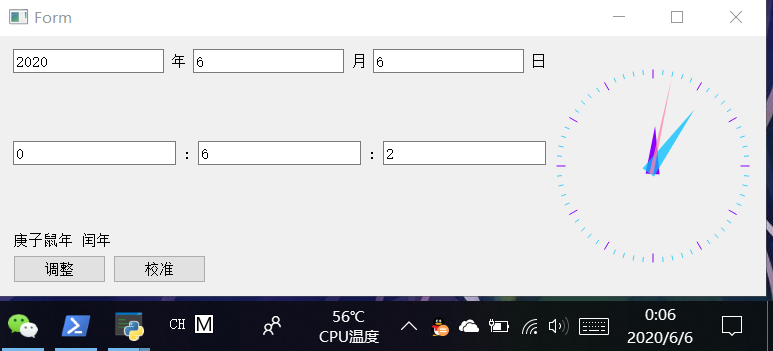 Form
2020 年 6 月 6 日
0 : 6 : 2
庚子鼠年 闰年
调整 校准
CH M 56℃ 0:06
CPU温度 2020/6/6